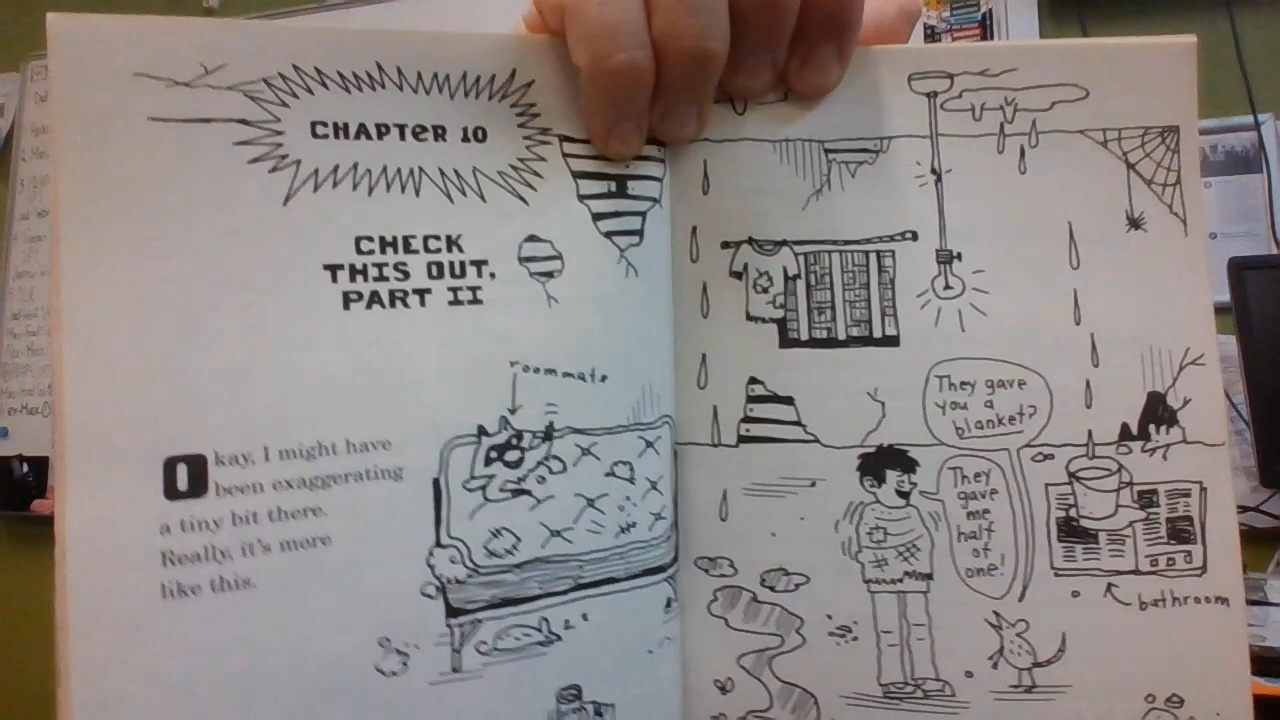 CHAPTER 10
CHECK
THIS OUT,
PART II
roommate
Okay, I might have
been exaggerating
a tiny bit there.
Really, it's more
like this.
They gave
you a
blanket?
They
gave
me
half
of
one!
bathroom